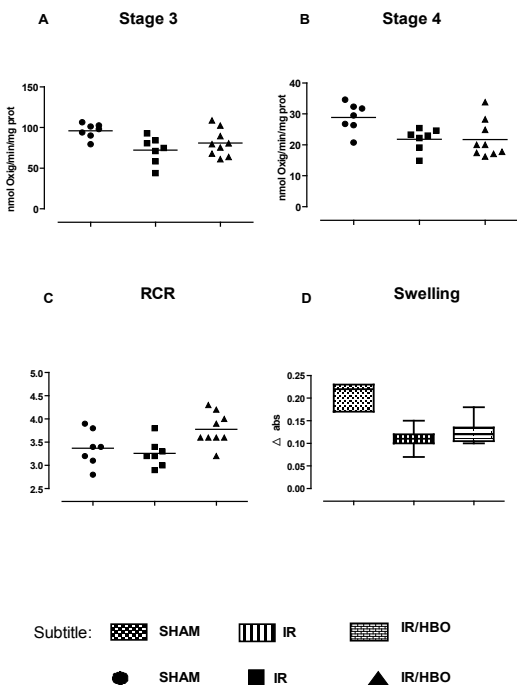 A Stage 3
B Stage 4
nmol Oxig/min/mg prot
150
100
50
0
nmol Oxig/min/mg prot
40
30
20
10
0
C RCR
D Swelling
5.0
4.5
4.0
3.5
3.0
2.5
Δ abs
0.25
0.20
0.15
0.10
0.05
0.00
Subtitle: SHAM IR IR/HBO
SHAM IR IR/HBO